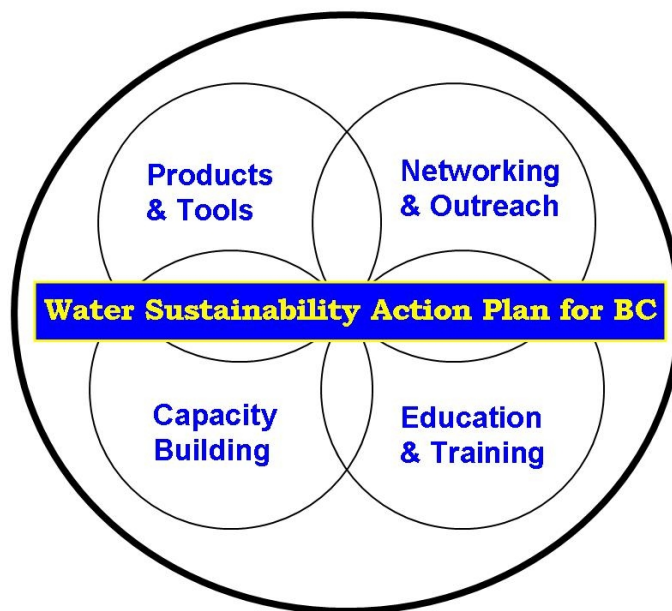 Products
& Tools
Networking
& Outreach
Water Sustainability Action Plan for BC
Capacity
Building
Education
& Training